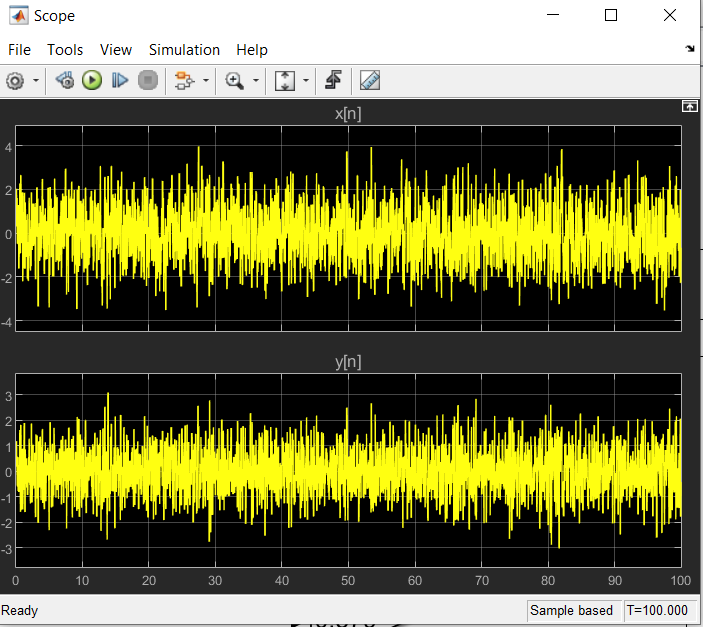 Scope
File Tools View Simulation Help
x[n]
4
2
0
-2
-4
y[n]
3
2
1
0
-1
-2
-3
0 10 20 30 40 50 60 70 80 90 100
Ready Sample based T=100.000